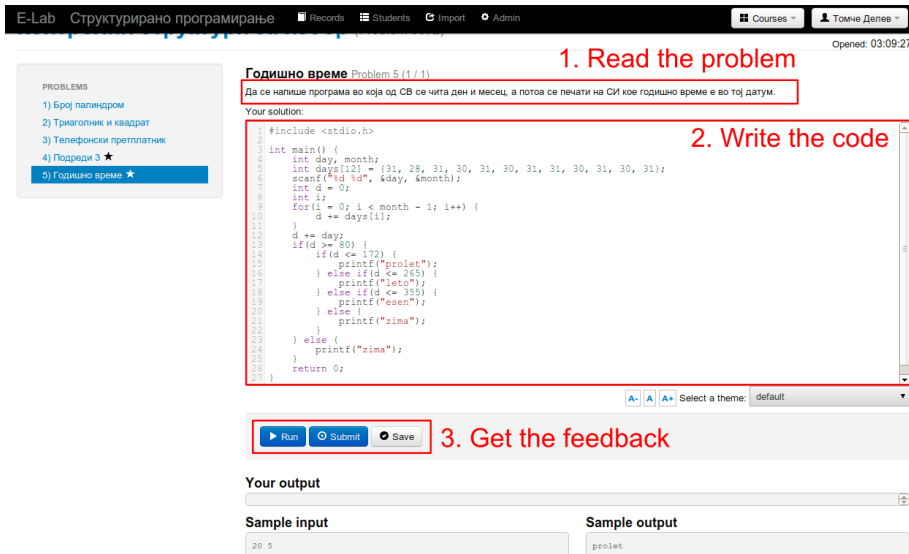 E-Lab Структурирано програмирање Records Students Import Admin Courses Томче Делев
Opened: 03:09:27
1. Read the problem
PROBLEMS
1) Број палиндром
2) Триаголник и квадрат
3) Телефонски претплатник
4) Подреди 3 ★
5) Годишно време ★
Годишно време Problem 5 (1 / 1)
Да се напише програма во која од СВ се чита ден и месец, а потоа се печати на СИ кое годишно време е во тој датум.
Your solution:
2. Write the code
1 #include <stdio.h>
2
3 int main() {
4     int day, month;
5     int days[12] = {31, 28, 31, 30, 31, 30, 31, 31, 30, 31, 30, 31};
6     scanf("%d %d", &day, &month);
7     int d = 0;
8     int i;
9     for(i = 0; i < month - 1; i++) {
10         d += days[i];
11     }
12     d += day;
13     if(d >= 80) {
14         if(d <= 172) {
15             printf("prolet");
16         } else if(d <= 265) {
17             printf("leto");
18         } else if(d <= 355) {
19             printf("esen");
20         } else {
21             printf("zima");
22         }
23     } else {
24         printf("zima");
25     }
26     return 0;
27 }
A- A A+ Select a theme: default
Run Submit Save
3. Get the feedback
Your output
Sample input
20 5
Sample output
prolet